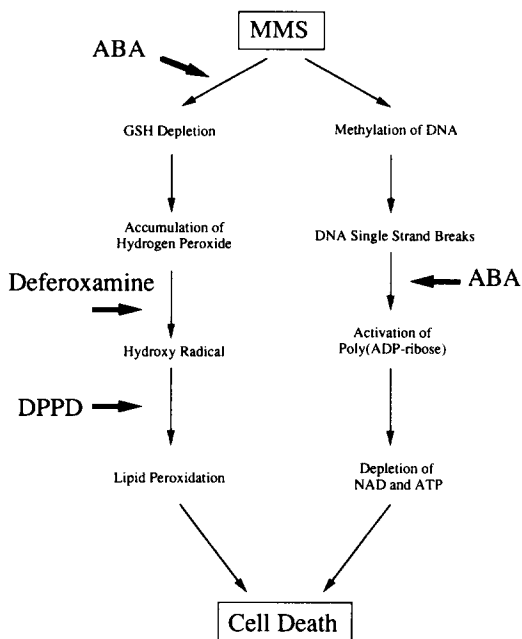 MMS
ABA
GSH Depletion
Methylation of DNA
Accumulation of
Hydrogen Peroxide
DNA Single Strand Breaks
Deferoxamine
ABA
Hydroxy Radical
Activation of
Poly(ADP-ribose)
DPPD
Lipid Peroxidation
Depletion of
NAD and ATP
Cell Death